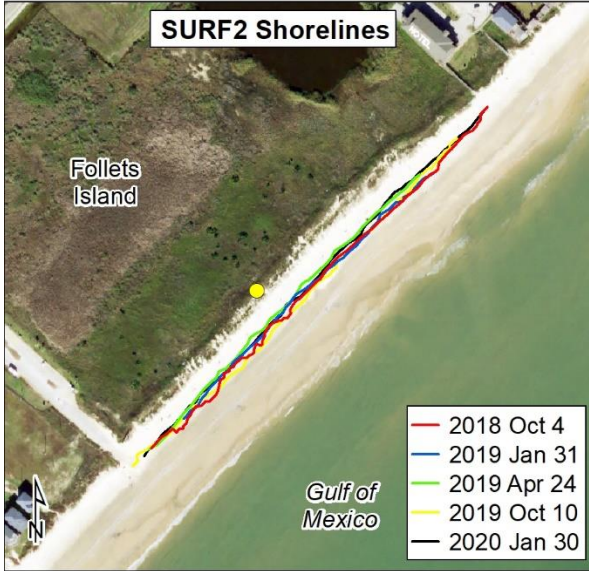 SURF2 Shorelines
HOTEL
Follets
Island
2018 Oct 4
2019 Jan 31
2019 Apr 24
2019 Oct 10
2020 Jan 30
Gulf of
Mexico
N